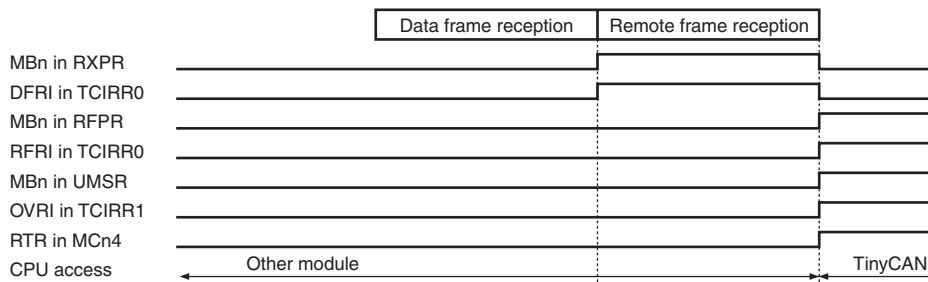 Data frame reception Remote frame reception
MBn in RXPR
DFRI in TCIRR0
MBn in RFPR
RFRI in TCIRR0
MBn in UMSR
OVRI in TCIRR1
RTR in MCn4
CPU access Other module TinyCAN